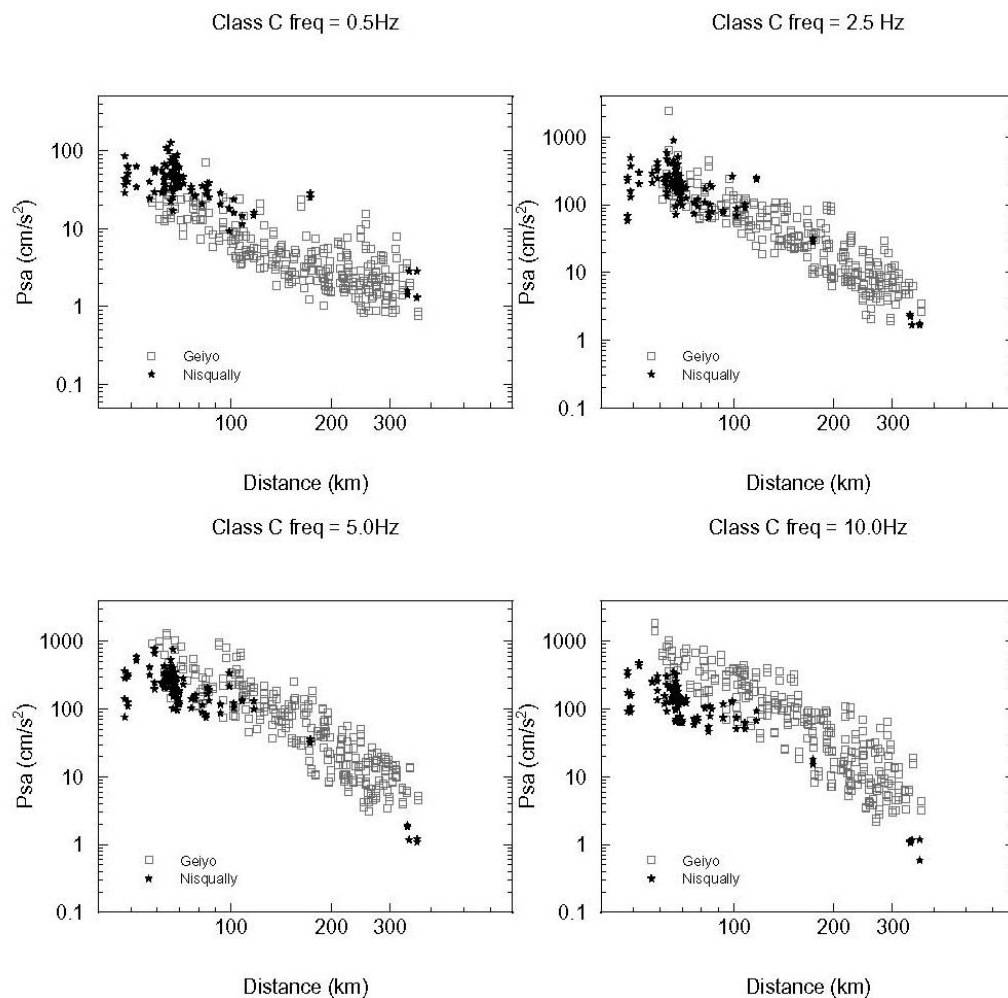 Class C freq = 0.5Hz
Psa (cm/s²)
100
10
1
0.1
Geiyo
Nisqually
100 200 300
Distance (km)
Class C freq = 2.5 Hz
Psa (cm/s²)
1000
100
10
1
0.1
Geiyo
Nisqually
100 200 300
Distance (km)
Class C freq = 5.0Hz
Psa (cm/s²)
1000
100
10
1
0.1
Geiyo
Nisqually
100 200 300
Distance (km)
Class C freq = 10.0Hz
Psa (cm/s²)
1000
100
10
1
0.1
Geiyo
Nisqually
100 200 300
Distance (km)